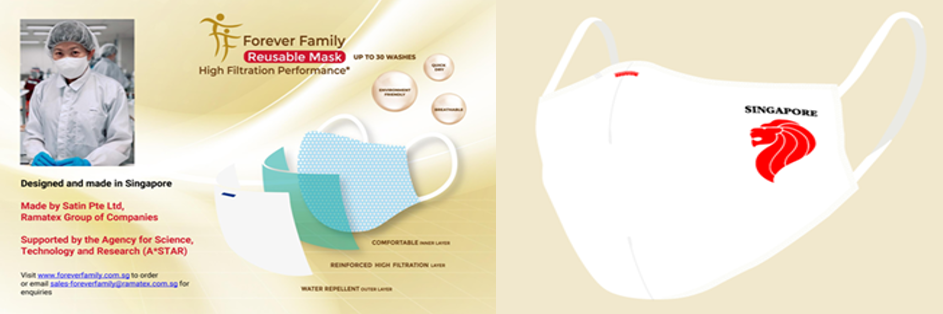 Forever Family
Reusable Mask
UP TO 30 WASHES
High Filtration Performance*
QUICK
DRY
ENVIRONMENT
FRIENDLY
BREATHABLE
Designed and made in Singapore
Made by Satin Pte Ltd,
Ramatex Group of Companies
Supported by the Agency for Science,
Technology and Research (A*STAR)
Visit www.foreverfamily.com.sg to order
or email sales-foreverfamily@ramatex.com.sg for
enquiries
COMFORTABLE INNER LAYER
REINFORCED HIGH FILTRATION LAYER
WATER REPELLENT OUTER LAYER
SINGAPORE